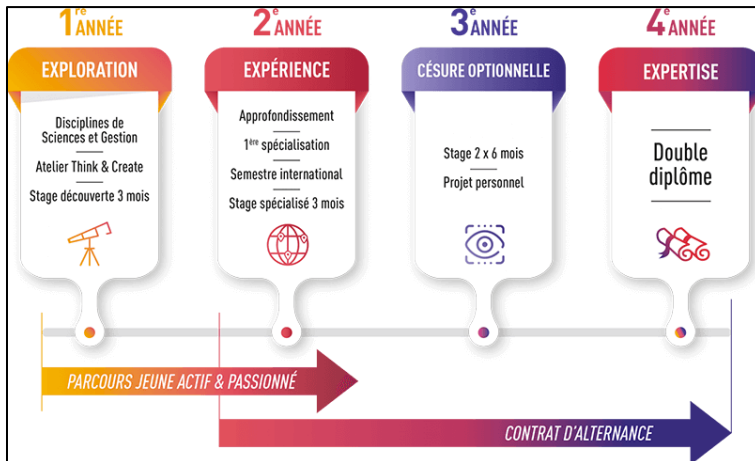 1re ANNÉE
EXPLORATION
Disciplines de
Sciences et Gestion
Atelier Think & Create
Stage découverte 3 mois
2e ANNÉE
EXPÉRIENCE
Approfondissement
1ère spécialisation
Semestre international
Stage spécialisé 3 mois
3e ANNÉE
CÉSURE OPTIONNELLE
Stage 2 x 6 mois
Projet personnel
4e ANNÉE
EXPERTISE
Double
diplôme
PARCOURS JEUNE ACTIF & PASSIONNÉ
CONTRAT D'ALTERNANCE